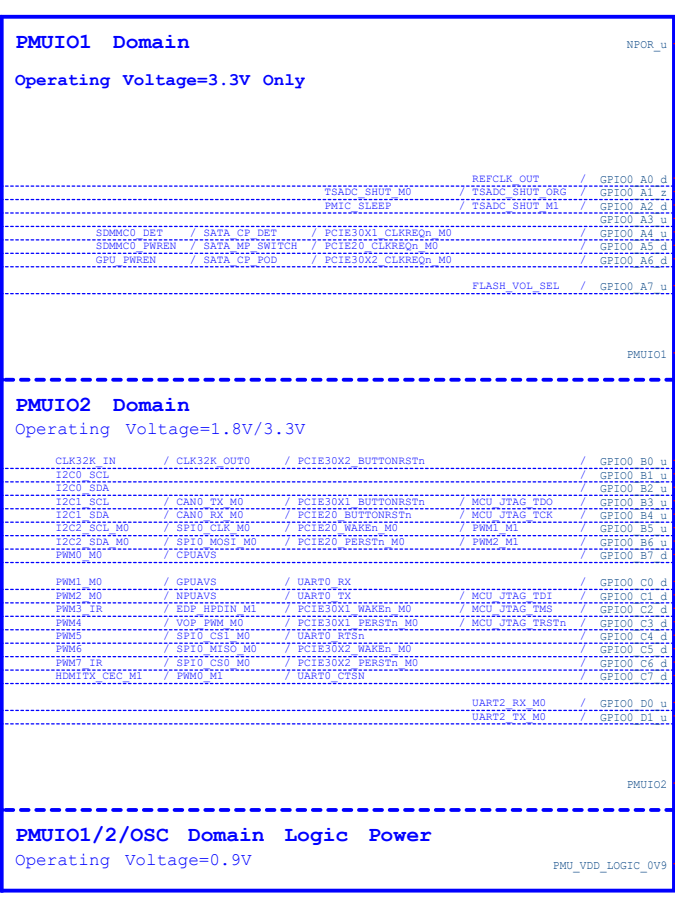 PMUIO1 Domain
NPOR_u
Operating Voltage=3.3V Only
REFCLK_OUT / GPIO0_A0_d
TSADC_SHUT_M0 / TSADC_SHUT_ORG / GPIO0_A1_z
PMIC_SLEEP / TSADC_SHUT_M1 / GPIO0_A2_d
GPIO0_A3_u
SDMMC0_DET / SATA_CP_DET / PCIE30X1_CLKREQn_M0 / GPIO0_A4_u
SDMMC0_PWREN / SATA_MP_SWITCH / PCIE20_CLKREQn_M0 / GPIO0_A5_d
GPU_PWREN / SATA_CP_POD / PCIE30X2_CLKREQn_M0 / GPIO0_A6_d
FLASH_VOL_SEL / GPIO0_A7_u
PMUIO1
PMUIO2 Domain
Operating Voltage=1.8V/3.3V
CLK32K_IN / CLK32K_OUT0 / PCIE30X2_BUTTONRSTn / GPIO0_B0_u
I2C0_SCL / GPIO0_B1_u
I2C0_SDA / GPIO0_B2_u
I2C1_SCL / CAN0_TX_M0 / PCIE30X1_BUTTONRSTn / MCU_JTAG_TDO / GPIO0_B3_u
I2C1_SDA / CAN0_RX_M0 / PCIE20_BUTTONRSTn / MCU_JTAG_TCK / GPIO0_B4_u
I2C2_SCL_M0 / SPI0_CLK_M0 / PCIE20_WAKEn_M0 / PWM1_M1 / GPIO0_B5_u
I2C2_SDA_M0 / SPI0_MOSI_M0 / PCIE20_PERSTn_M0 / PWM2_M1 / GPIO0_B6_u
PWM0_M0 / CPUAVS / GPIO0_B7_d
PWM1_M0 / GPUAVS / UART0_RX / GPIO0_C0_d
PWM2_M0 / NPUAVS / UART0_TX / MCU_JTAG_TDI / GPIO0_C1_d
PWM3_IR / EDP_HPDIN_M1 / PCIE30X1_WAKEn_M0 / MCU_JTAG_TMS / GPIO0_C2_d
PWM4 / VOP_PWM_M0 / PCIE30X1_PERSTn_M0 / MCU_JTAG_TRSTn / GPIO0_C3_d
PWM5 / SPI0_CS1_M0 / UART0_RTSn / GPIO0_C4_d
PWM6 / SPI0_MISO_M0 / PCIE30X2_WAKEn_M0 / GPIO0_C5_d
PWM7_IR / SPI0_CS0_M0 / PCIE30X2_PERSTn_M0 / GPIO0_C6_d
HDMITX_CEC_M1 / PWM0_M1 / UART0_CTSN / GPIO0_C7_d
UART2_RX_M0 / GPIO0_D0_u
UART2_TX_M0 / GPIO0_D1_u
PMUIO2
PMUIO1/2/OSC Domain Logic Power
Operating Voltage=0.9V
PMU_VDD_LOGIC_0V9